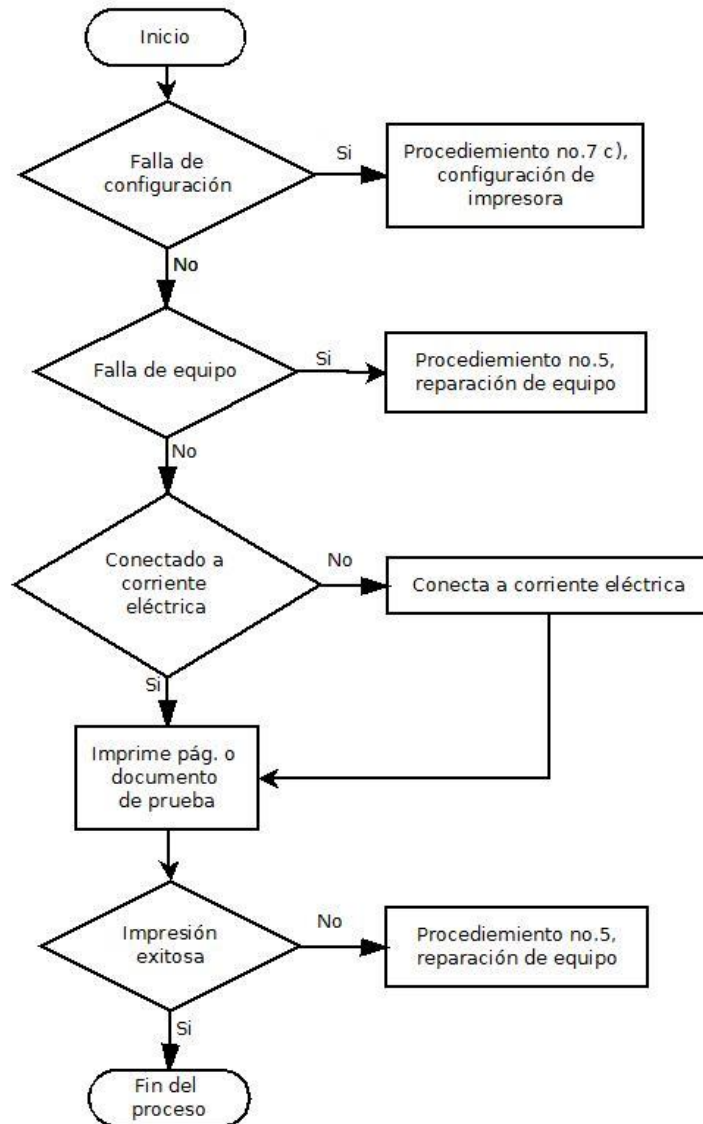 Inicio
Falla de
configuración
Si
Procediemiento no.7 c),
configuración de
impresora
No
Falla de equipo
Si
Procediemiento no.5,
reparación de equipo
No
Conectado a
corriente
eléctrica
No
Conecta a corriente eléctrica
Si
Imprime pág. o
documento
de prueba
Impresión
exitosa
No
Procediemiento no.5,
reparación de equipo
Si
Fin del
proceso